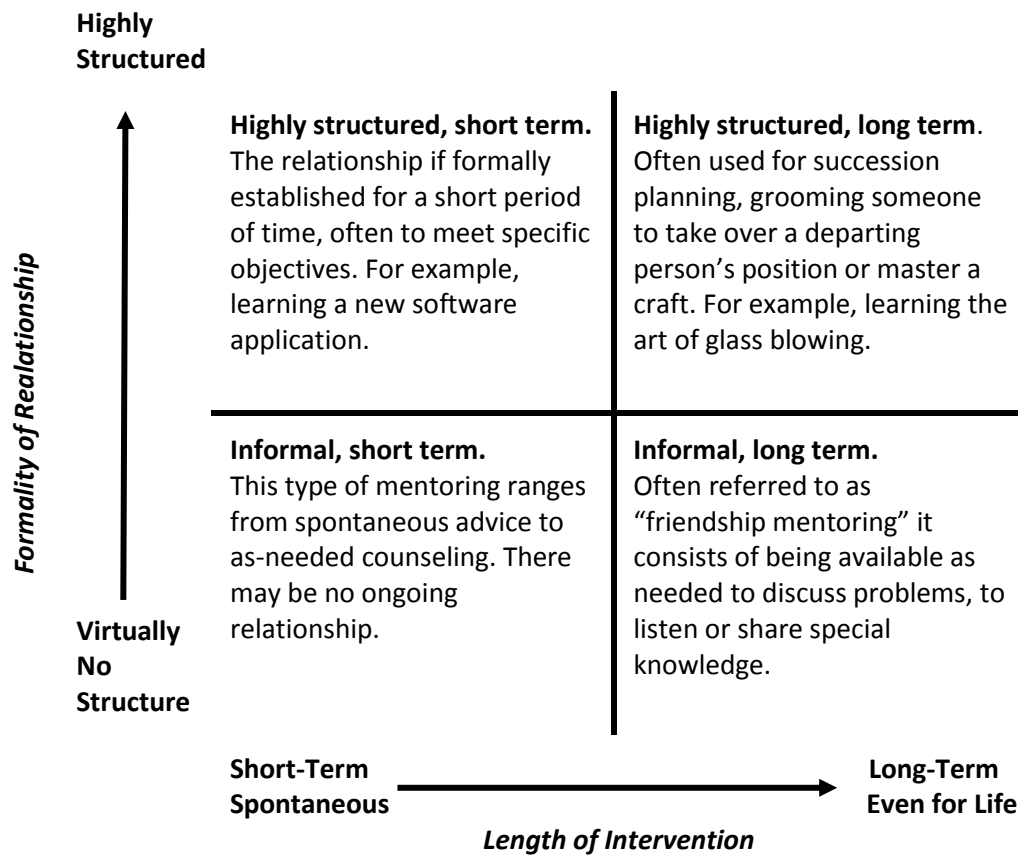 Highly
Structured
Formality of Realationship
Highly structured, short term.
The relationship if formally
established for a short period
of time, often to meet specific
objectives. For example,
learning a new software
application.
Highly structured, long term.
Often used for succession
planning, grooming someone
to take over a departing
person’s position or master a
craft. For example, learning the
art of glass blowing.
Informal, short term.
This type of mentoring ranges
from spontaneous advice to
as-needed counseling. There
may be no ongoing
relationship.
Informal, long term.
Often referred to as
“friendship mentoring” it
consists of being available as
needed to discuss problems, to
listen or share special
knowledge.
Virtually
No
Structure
Short-Term
Spontaneous
Long-Term
Even for Life
Length of Intervention